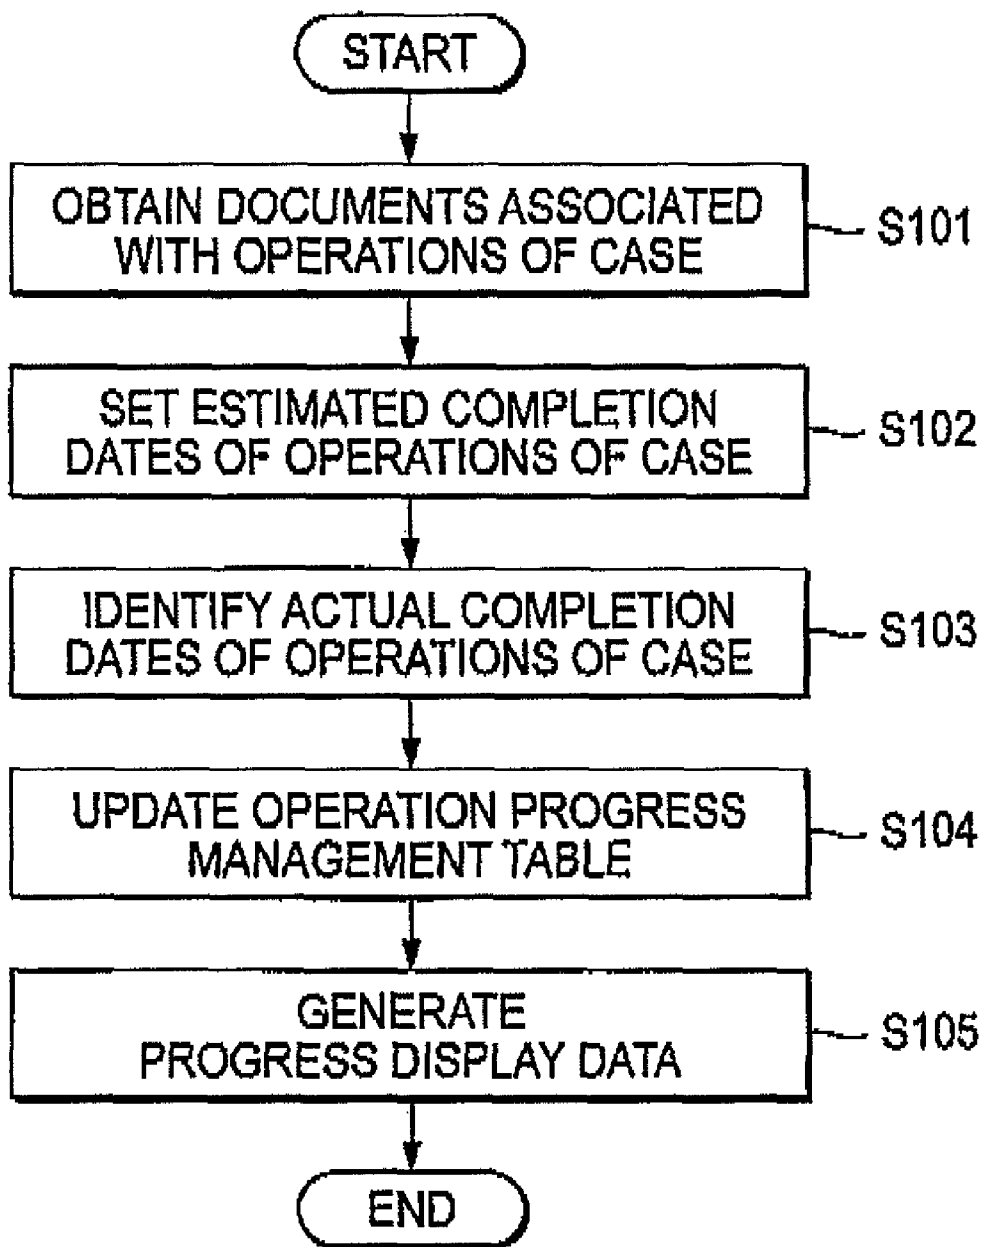 START
OBTAIN DOCUMENTS ASSOCIATED
WITH OPERATIONS OF CASE
S101
SET ESTIMATED COMPLETION
DATES OF OPERATIONS OF CASE
S102
IDENTIFY ACTUAL COMPLETION
DATES OF OPERATIONS OF CASE
S103
UPDATE OPERATION PROGRESS
MANAGEMENT TABLE
S104
GENERATE
PROGRESS DISPLAY DATA
S105
END